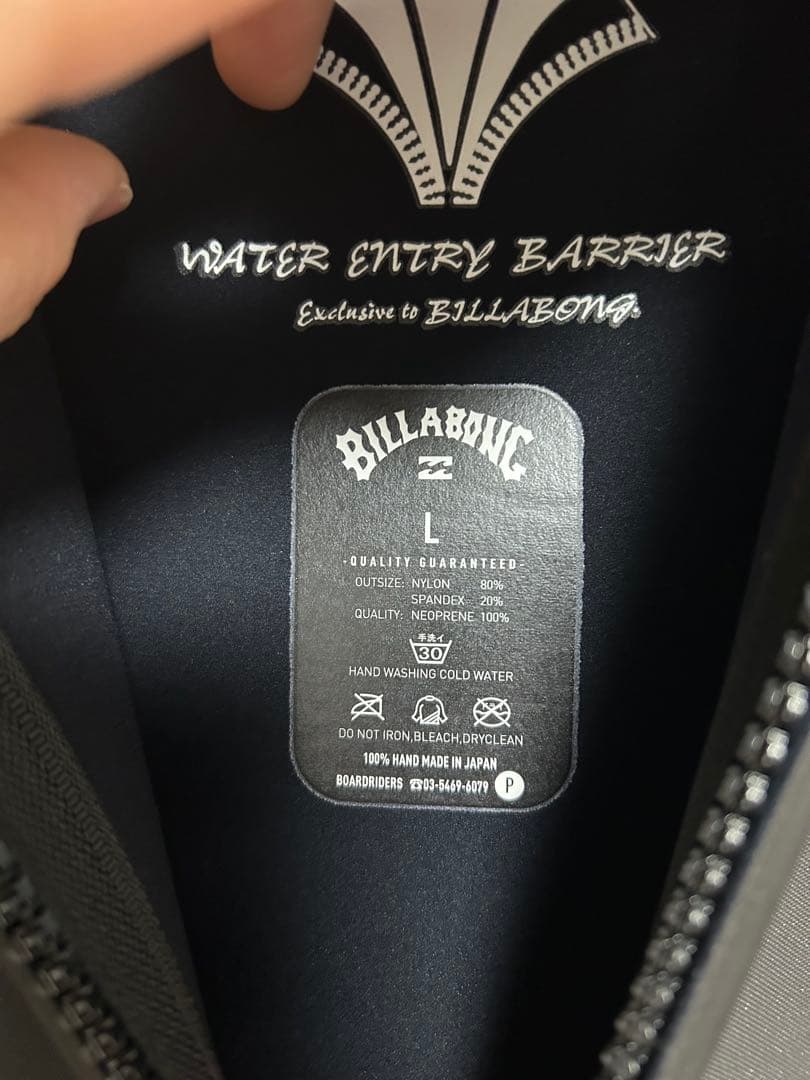 WATER ENTRY BARRIER
Exclusive to BILLABONG.
BILLABONG
L
-QUALITY GUARANTEED-
OUTSIZE: NYLON 80%
SPANDEX 20%
QUALITY: NEOPRENE 100%
手洗イ
30
HAND WASHING COLD WATER
DO NOT IRON,BLEACH,DRYCLEAN
100% HAND MADE IN JAPAN
BOARDRIDERS ☎03-5469-6079 P